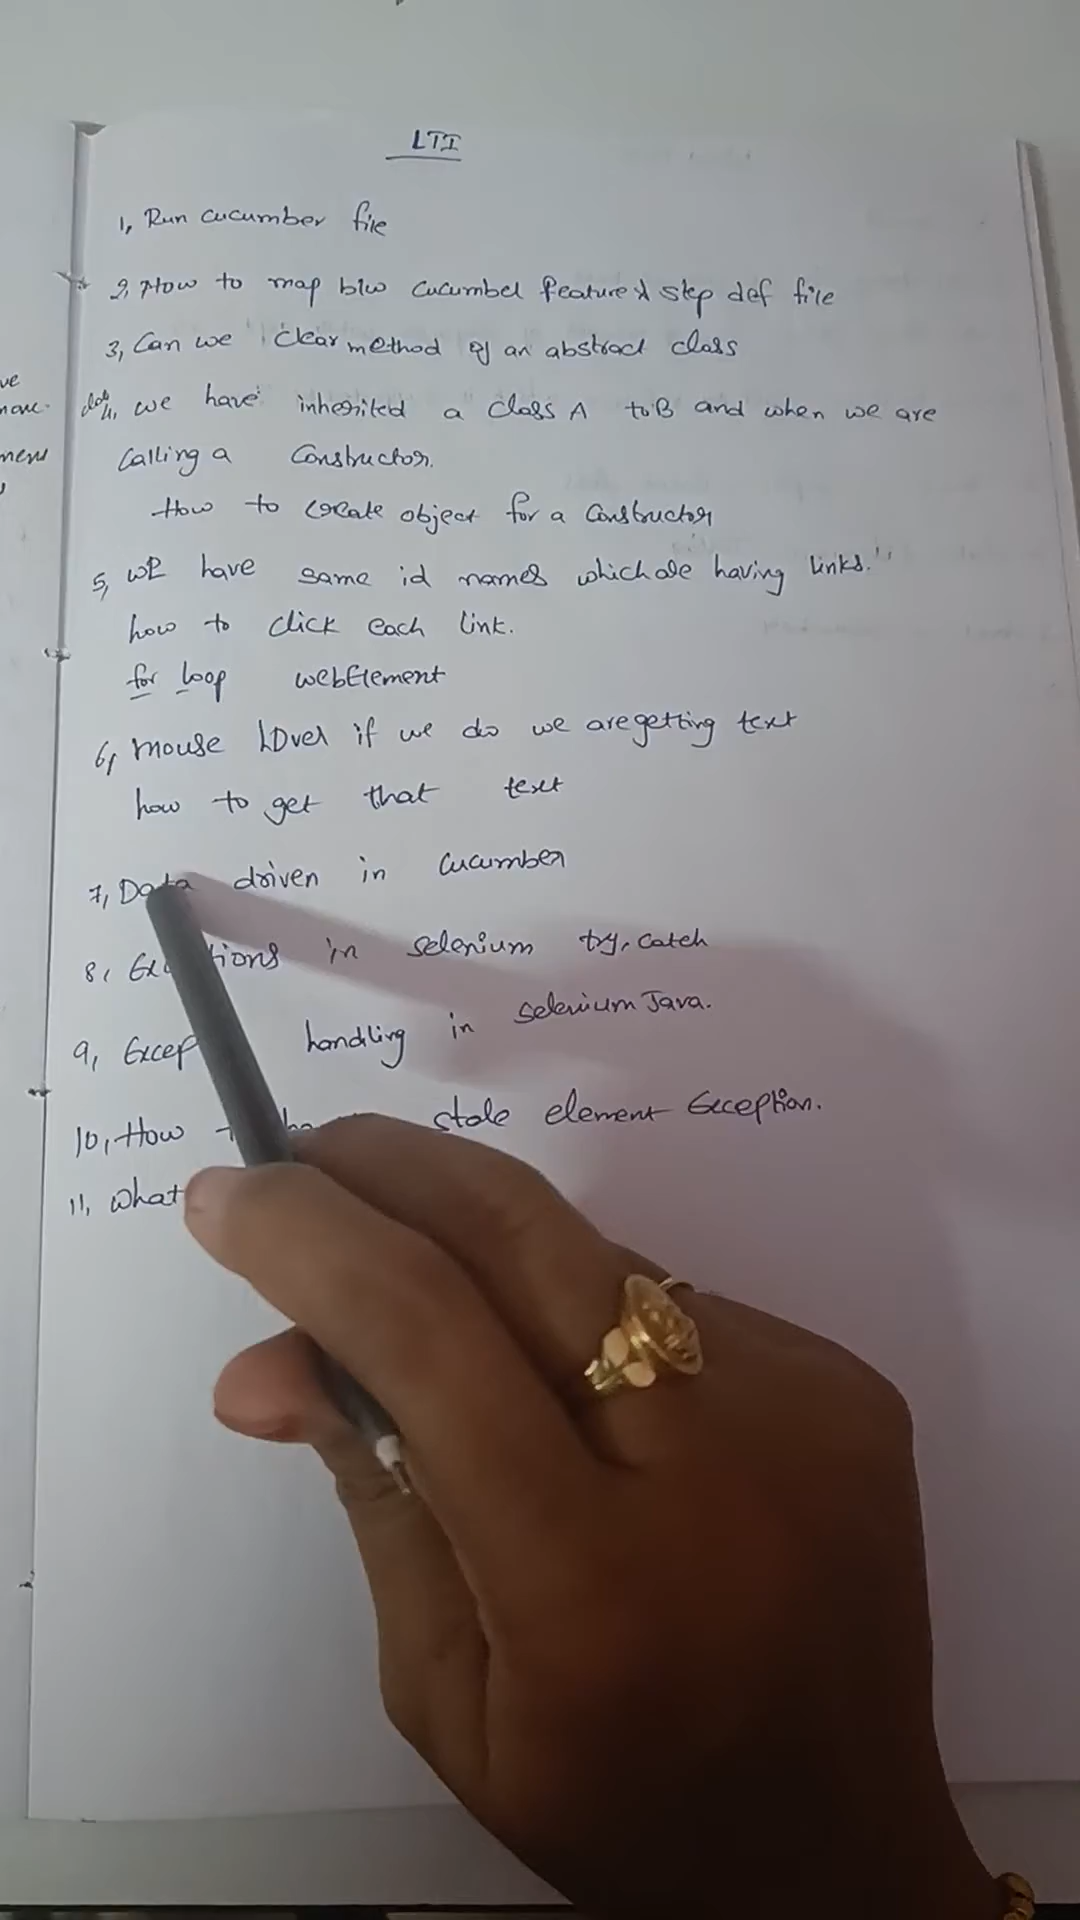 LTI
1, Run cucumber file
2, How to map b/w cucumber feature & step def file
3, Can we clear method of an abstract class
ve
4, we have inherited a class A to B and when we are
calling a constructor.
How to create object for a constructor
5, we have same id names which are having links."
how to click each link.
for loop webElement
6, mouse hover if we do we are getting text
how to get that text
7, Data driven in cucumber
8, in selenium try, catch
9, Excep handling in selenium Java.
10, How stale element Exception.
11, what